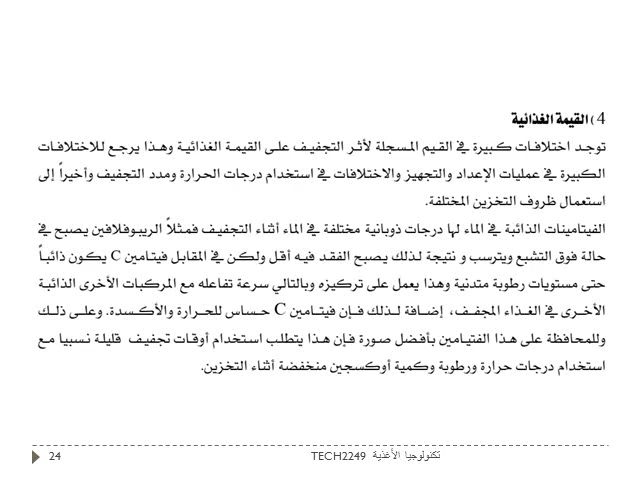 4) القيمة الغذائية
توجد اختلافات كبيرة في القيم المسجلة لأثر التجفيف على القيمة الغذائية وهذا يرجع للاختلافات
الكبيرة في عمليات الإعداد والتجهيز والاختلافات في استخدام درجات الحرارة ومدد التجفيف وأخيراً إلى
استعمال ظروف التخزين المختلفة.
الفيتامينات الذائبة في الماء لها درجات ذوبانية مختلفة في الماء أثناء التجفيف فمثلاً الريبوفلافين يصبح في
حالة فوق التشبع ويترسب و نتيجة لذلك يصبح الفقد فيه أقل ولكن في المقابل فيتامين C يكون ذائباً
حتى مستويات رطوبة متدنية وهذا يعمل على تركيزه وبالتالي سرعة تفاعله مع المركبات الأخرى الذائبة
الأخرى في الغذاء المجفف، إضافة لذلك فإن فيتامين C حساس للحرارة والأكسدة. وعلى ذلك
وللمحافظة على هذا الفتيامين بأفضل صورة فإن هذا يتطلب استخدام أوقات تجفيف قليلة نسبيا مع
استخدام درجات حرارة ورطوبة وكمية أوكسجين منخفضة أثناء التخزين.
24 TECH2249 تكنولوجيا الأغذية